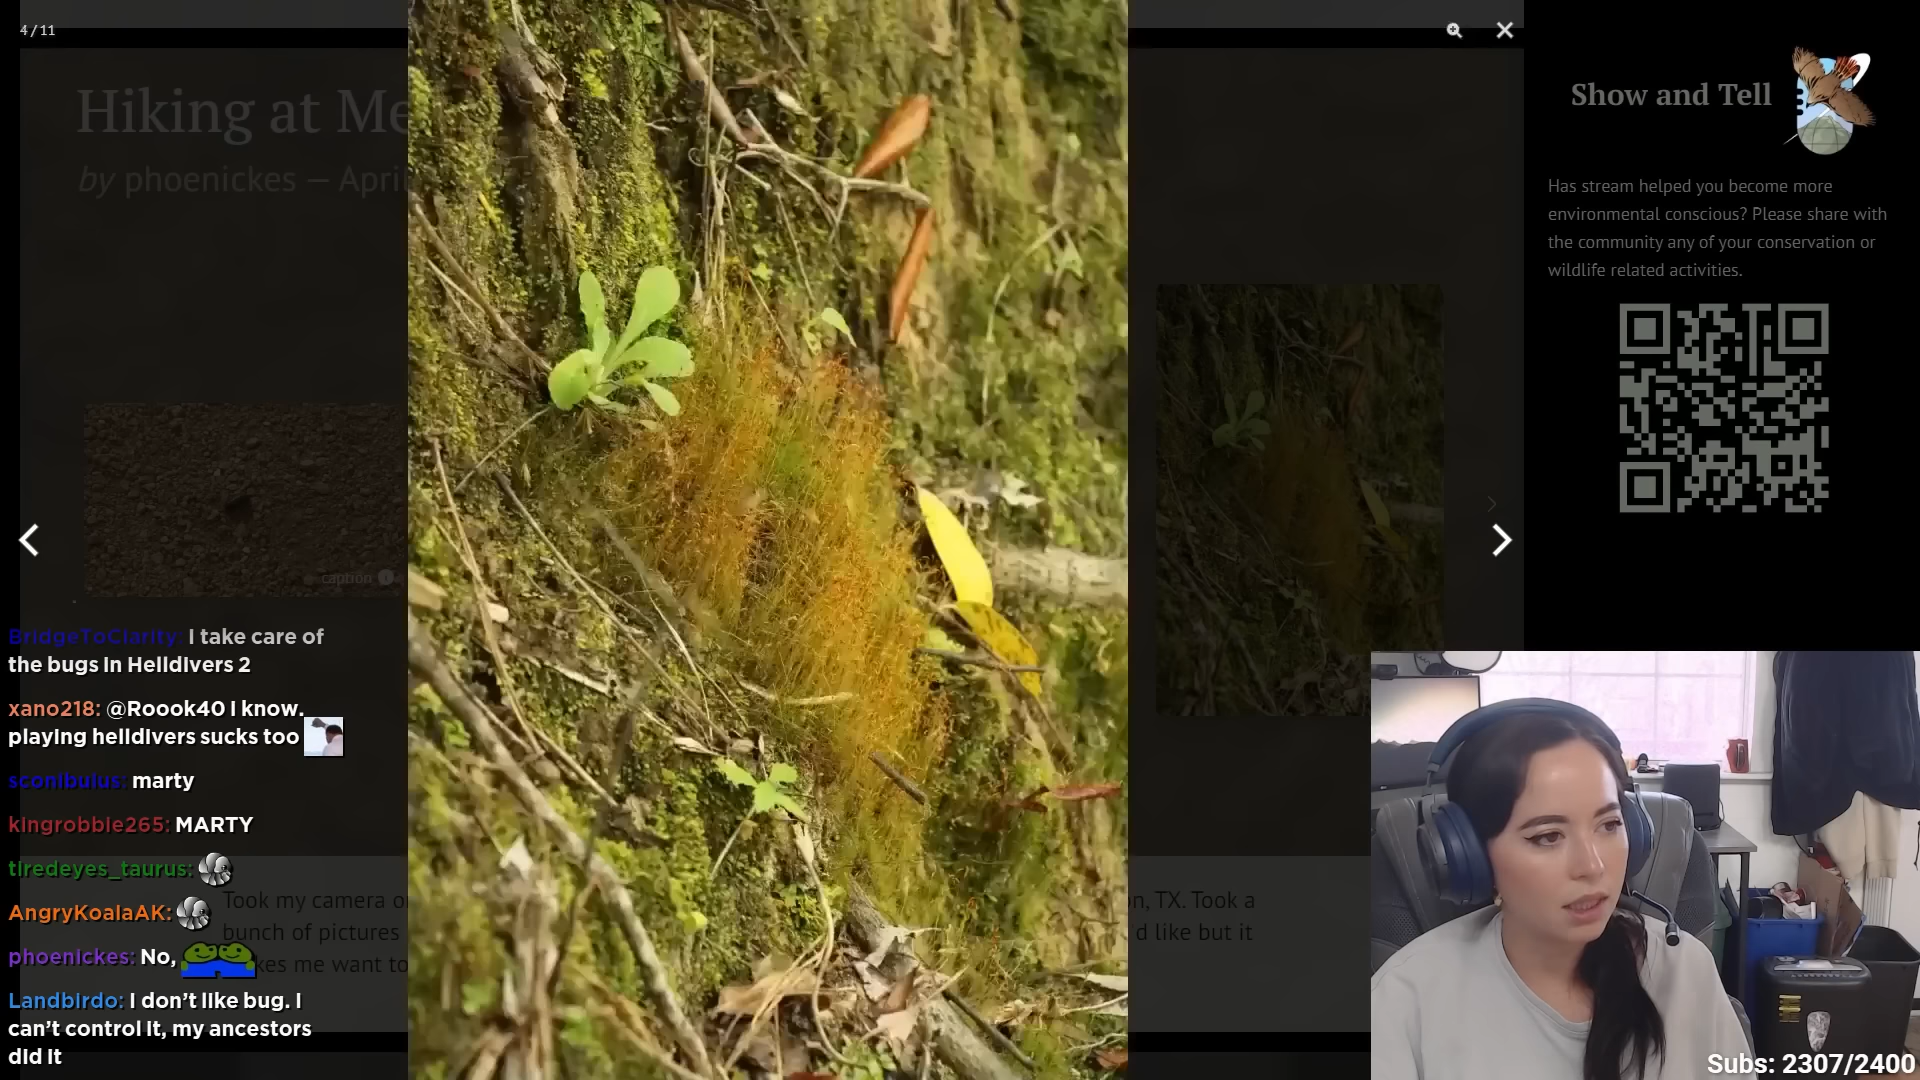 4 / 11
Hiking at Me
by phoenickes — April
caption
Took my camera o
n, TX. Took a
bunch of pictures
d like but it
kes me want to
Show and Tell
Has stream helped you become more
environmental conscious? Please share with
the community any of your conservation or
wildlife related activities.
BridgeToClarity: I take care of
the bugs in Helldivers 2
xano218: @Roook40 I know.
playing helldivers sucks too
sconibulus: marty
kingrobbie265: MARTY
tiredeyes_taurus:
AngryKoalaAK:
phoenickes: No,
Landbirdo: I don't like bug. I
can't control it, my ancestors
did it
Subs: 2307/2400